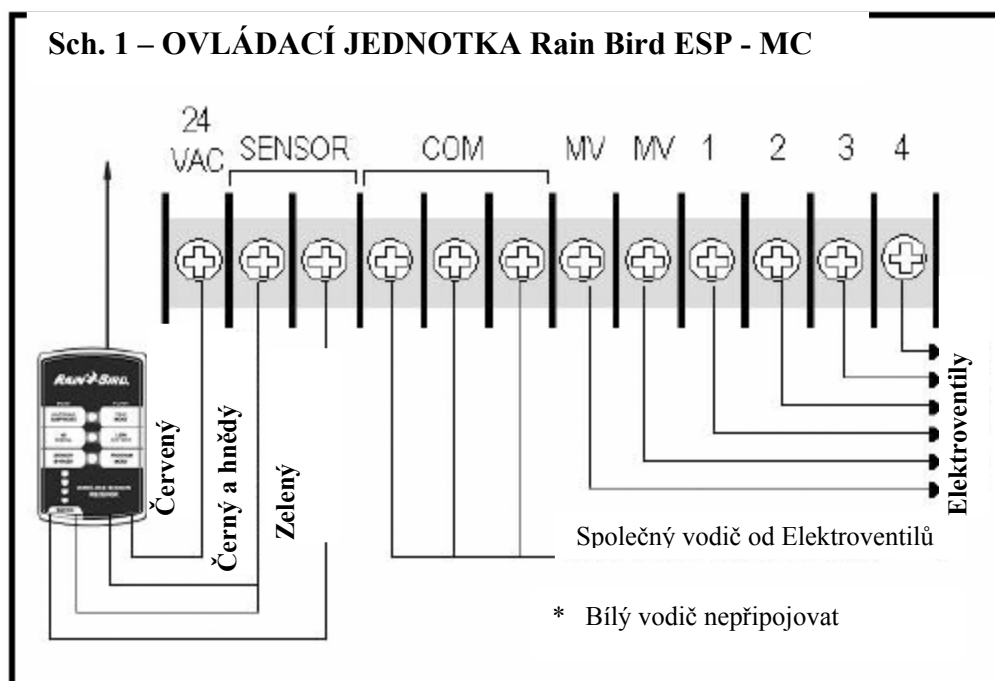 Sch. 1 – OVLÁDACÍ JEDNOTKA Rain Bird ESP - MC
24
VAC
SENSOR
COM
MV
MV
1
2
3
4
RAIN BIRD
Červený
Černý a hnědý
Zelený
Elektroventily
Společný vodič od Elektroventilů
* Bílý vodič nepřipojovat